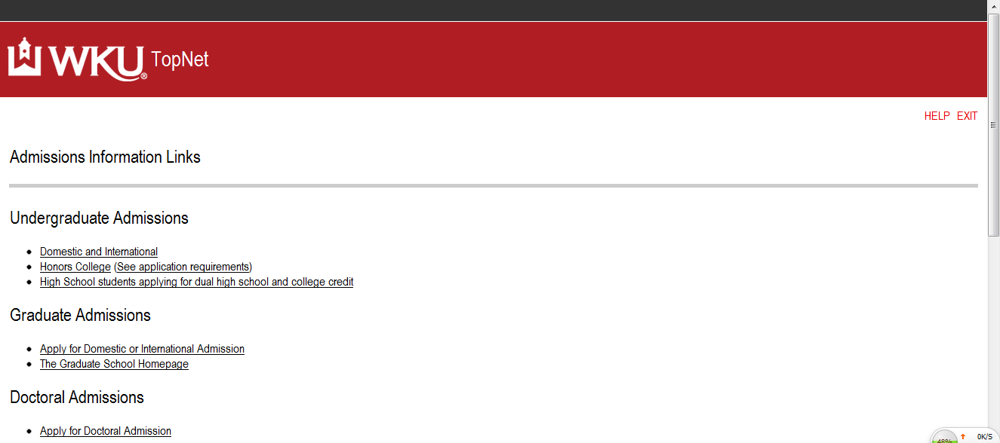 WKU® TopNet
HELP EXIT
Admissions Information Links
Undergraduate Admissions
Domestic and International
Honors College (See application requirements)
High School students applying for dual high school and college credit
Graduate Admissions
Apply for Domestic or International Admission
The Graduate School Homepage
Doctoral Admissions
Apply for Doctoral Admission
48% 0K/S